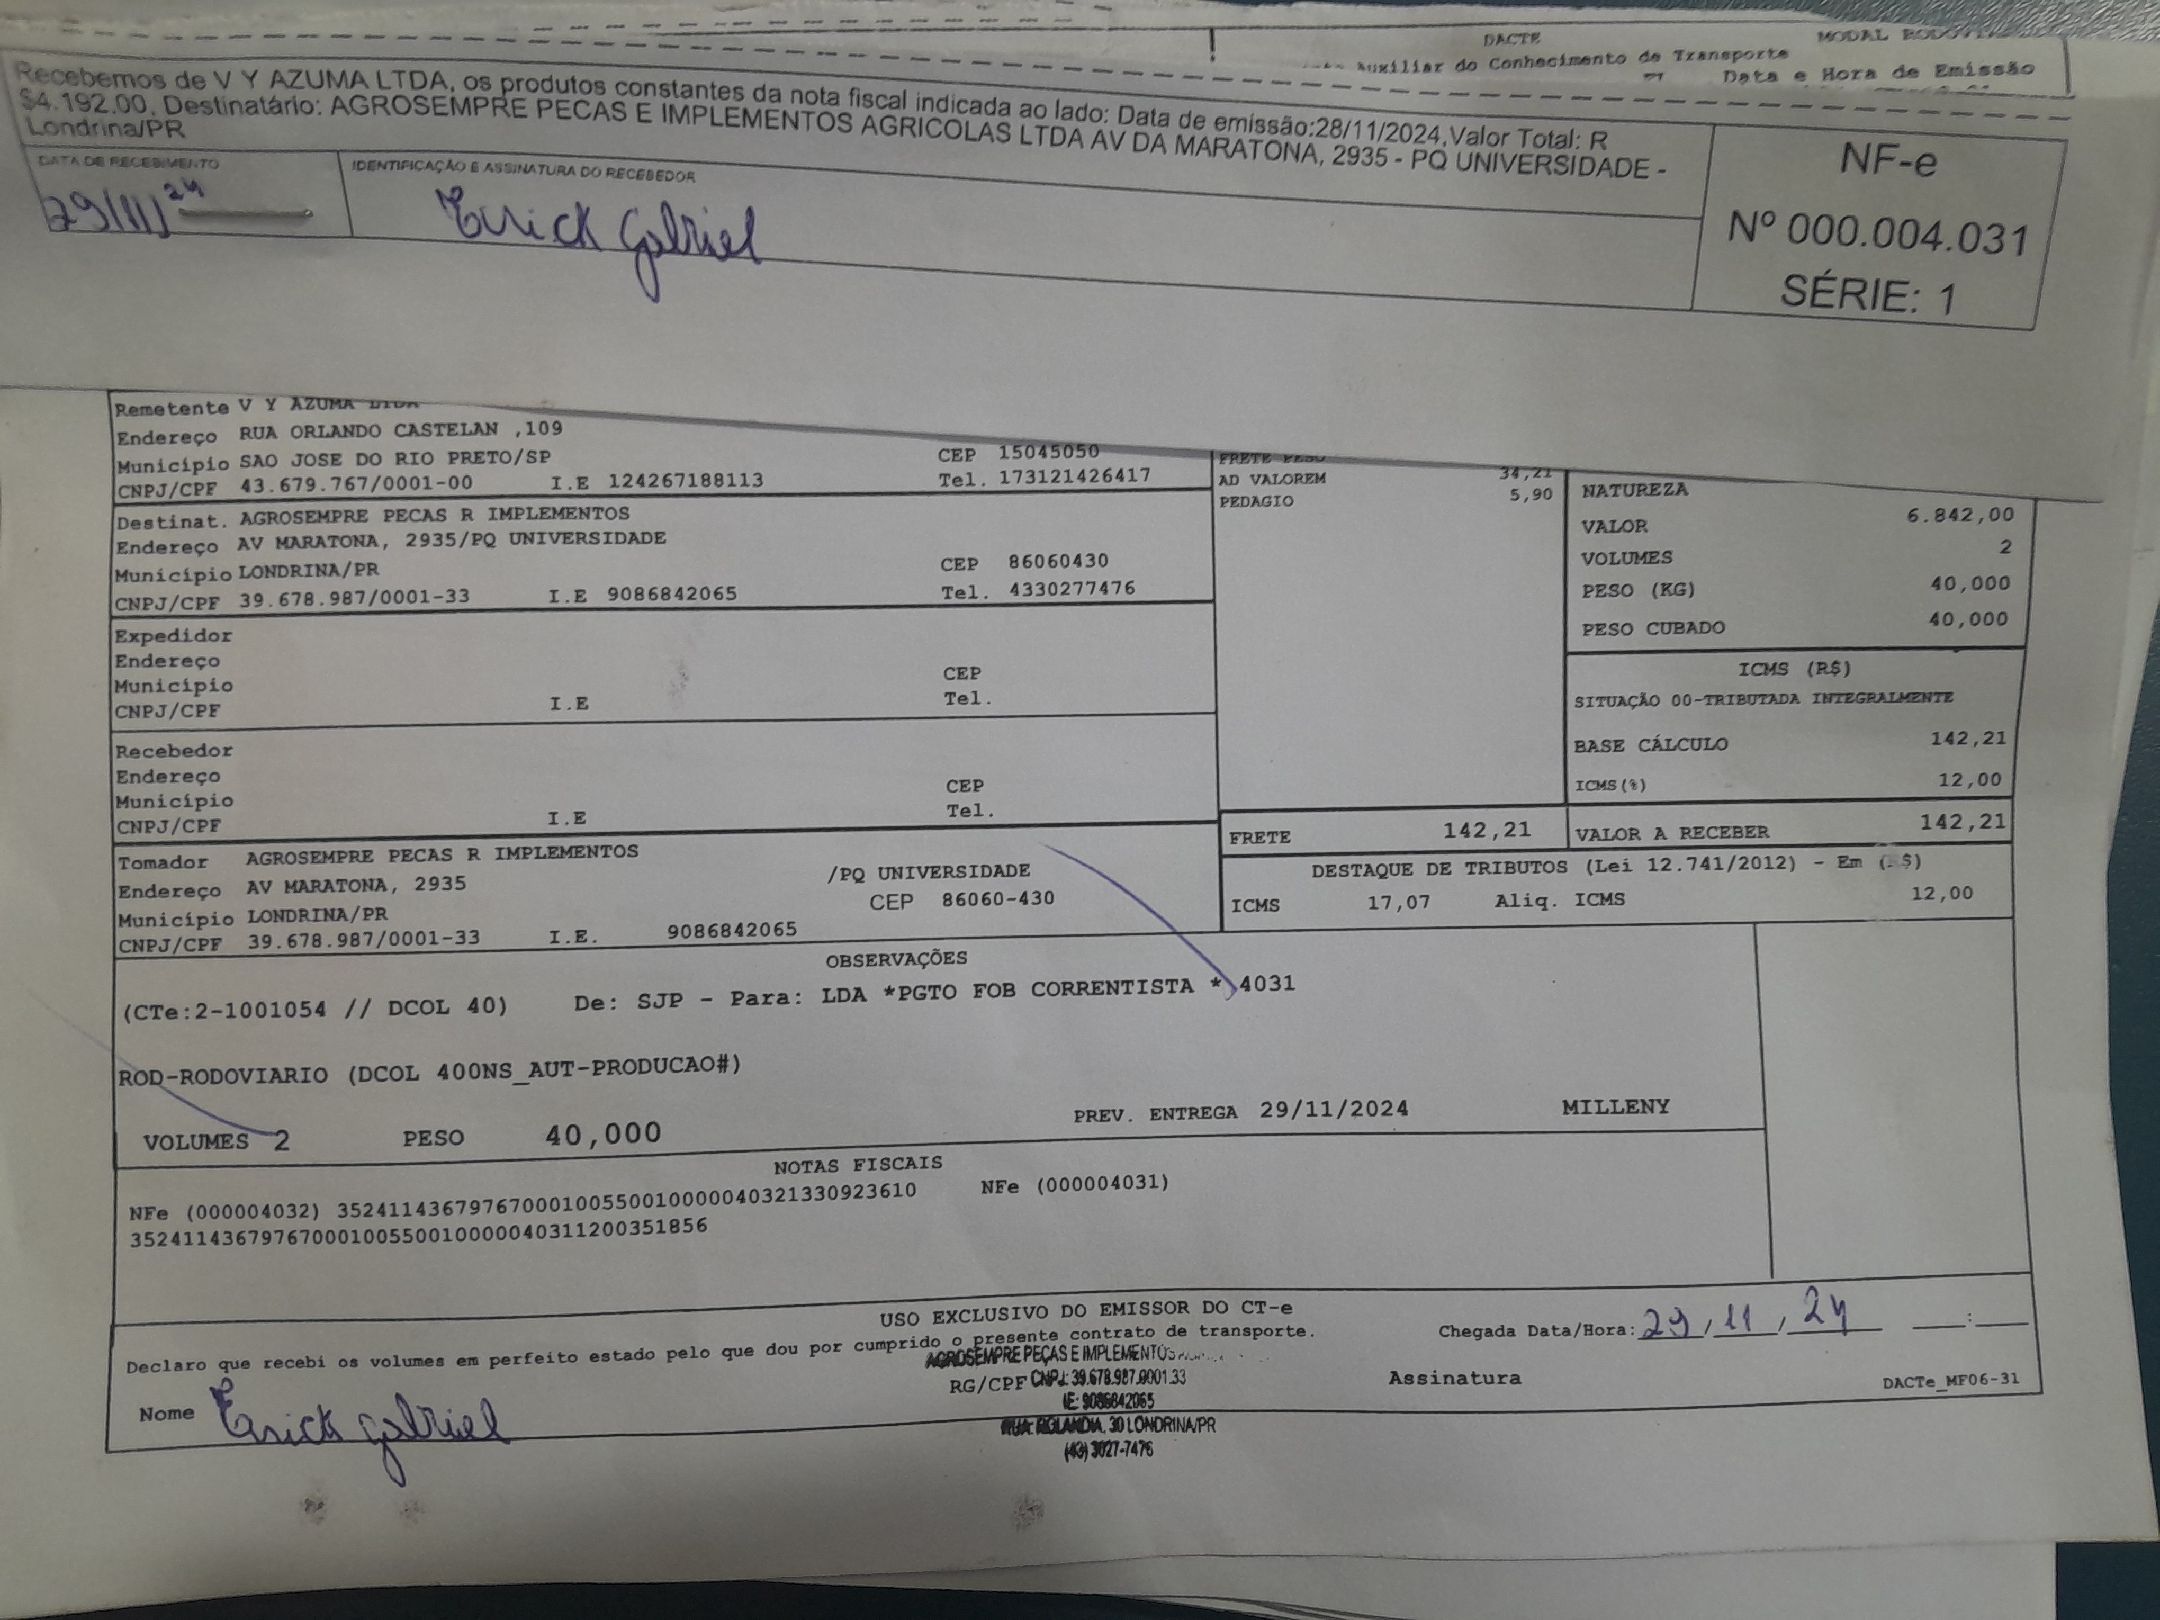 DACTE
Auxiliar do Conhecimento de Transporte
Data e Hora de Emissão
Recebemos de V Y AZUMA LTDA, os produtos constantes da nota fiscal indicada ao lado: Data de emissão:28/11/2024,Valor Total: R
$4.192.00, Destinatário: AGROSEMPRE PECAS E IMPLEMENTOS AGRICOLAS LTDA AV DA MARATONA, 2935 - PQ UNIVERSIDADE -
Londrina/PR
DATA DE RECEBIMENTO
IDENTIFICAÇÃO E ASSINATURA DO RECEBEDOR
29/11/24
Erick Gabriel
NF-e
Nº 000.004.031
SÉRIE: 1
Remetente V Y AZUMA LTDA
Endereço RUA ORLANDO CASTELAN ,109
Município SAO JOSE DO RIO PRETO/SP CEP 15045050
CNPJ/CPF 43.679.767/0001-00 I.E 124267188113 Tel. 173121426417
FRETE PESO
AD VALOREM 34,21
PEDAGIO 5,90
NATUREZA
VALOR 6.842,00
VOLUMES 2
PESO (KG) 40,000
PESO CUBADO 40,000
Destinat. AGROSEMPRE PECAS R IMPLEMENTOS
Endereço AV MARATONA, 2935/PQ UNIVERSIDADE
Município LONDRINA/PR CEP 86060430
CNPJ/CPF 39.678.987/0001-33 I.E 9086842065 Tel. 4330277476
Expedidor
Endereço
Município CEP
CNPJ/CPF I.E Tel.
ICMS (R$)
SITUAÇÃO 00-TRIBUTADA INTEGRALMENTE
BASE CÁLCULO 142,21
ICMS(%) 12,00
Recebedor
Endereço
Município CEP
CNPJ/CPF I.E Tel.
FRETE 142,21 VALOR A RECEBER 142,21
Tomador AGROSEMPRE PECAS R IMPLEMENTOS
Endereço AV MARATONA, 2935 /PQ UNIVERSIDADE
Município LONDRINA/PR CEP 86060-430
CNPJ/CPF 39.678.987/0001-33 I.E. 9086842065
DESTAQUE DE TRIBUTOS (Lei 12.741/2012) - Em (R$)
ICMS 17,07 Aliq. ICMS 12,00
OBSERVAÇÕES
(CTe:2-1001054 // DCOL 40) De: SJP - Para: LDA *PGTO FOB CORRENTISTA * 4031
ROD-RODOVIARIO (DCOL 400NS_AUT-PRODUCAO#)
VOLUMES 2 PESO 40,000 PREV. ENTREGA 29/11/2024 MILLENY
NOTAS FISCAIS
NFe (000004032) 35241143679767000100550010000040321330923610 NFe (000004031)
35241143679767000100550010000040311200351856
USO EXCLUSIVO DO EMISSOR DO CT-e
Declaro que recebi os volumes em perfeito estado pelo que dou por cumprido o presente contrato de transporte.
Chegada Data/Hora: 29/11/24 __:__
AGROSEMPRE PEÇAS E IMPLEMENTOS
RG/CPF CNPJ: 39.678.987.0001.33
IE: 9086842065
RUA: ROLANDIA, 30 LONDRINA/PR
(43) 3027-7476
Assinatura
DACTe_MF06-31
Nome Erick gabriel